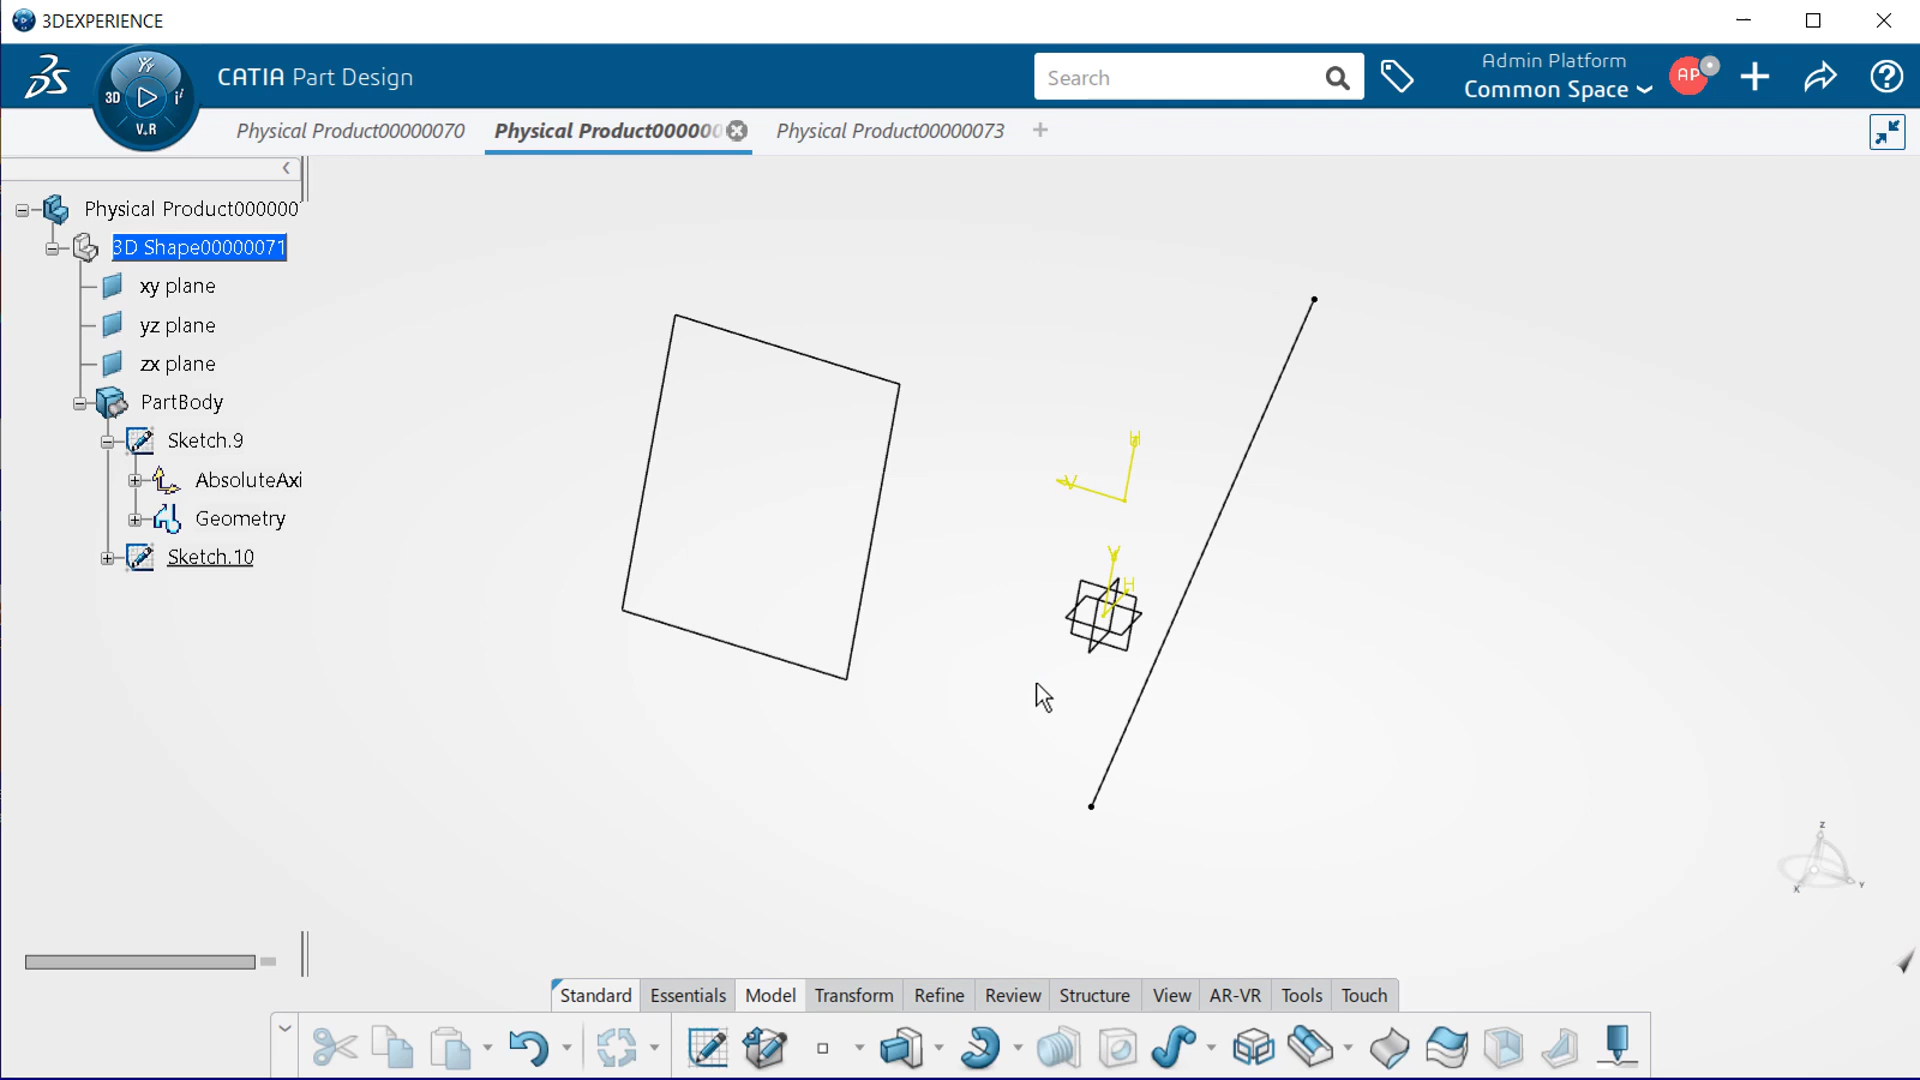 3DEXPERIENCE
CATIA Part Design
3D
V.R
Search
Admin Platform
Common Space
AP
Physical Product00000070
Physical Product000000
Physical Product00000073
Physical Product000000
3D Shape00000071
xy plane
yz plane
zx plane
PartBody
Sketch.9
AbsoluteAxi
Geometry
Sketch.10
H
V
Y
H
z
x
Y
Standard
Essentials
Model
Transform
Refine
Review
Structure
View
AR-VR
Tools
Touch